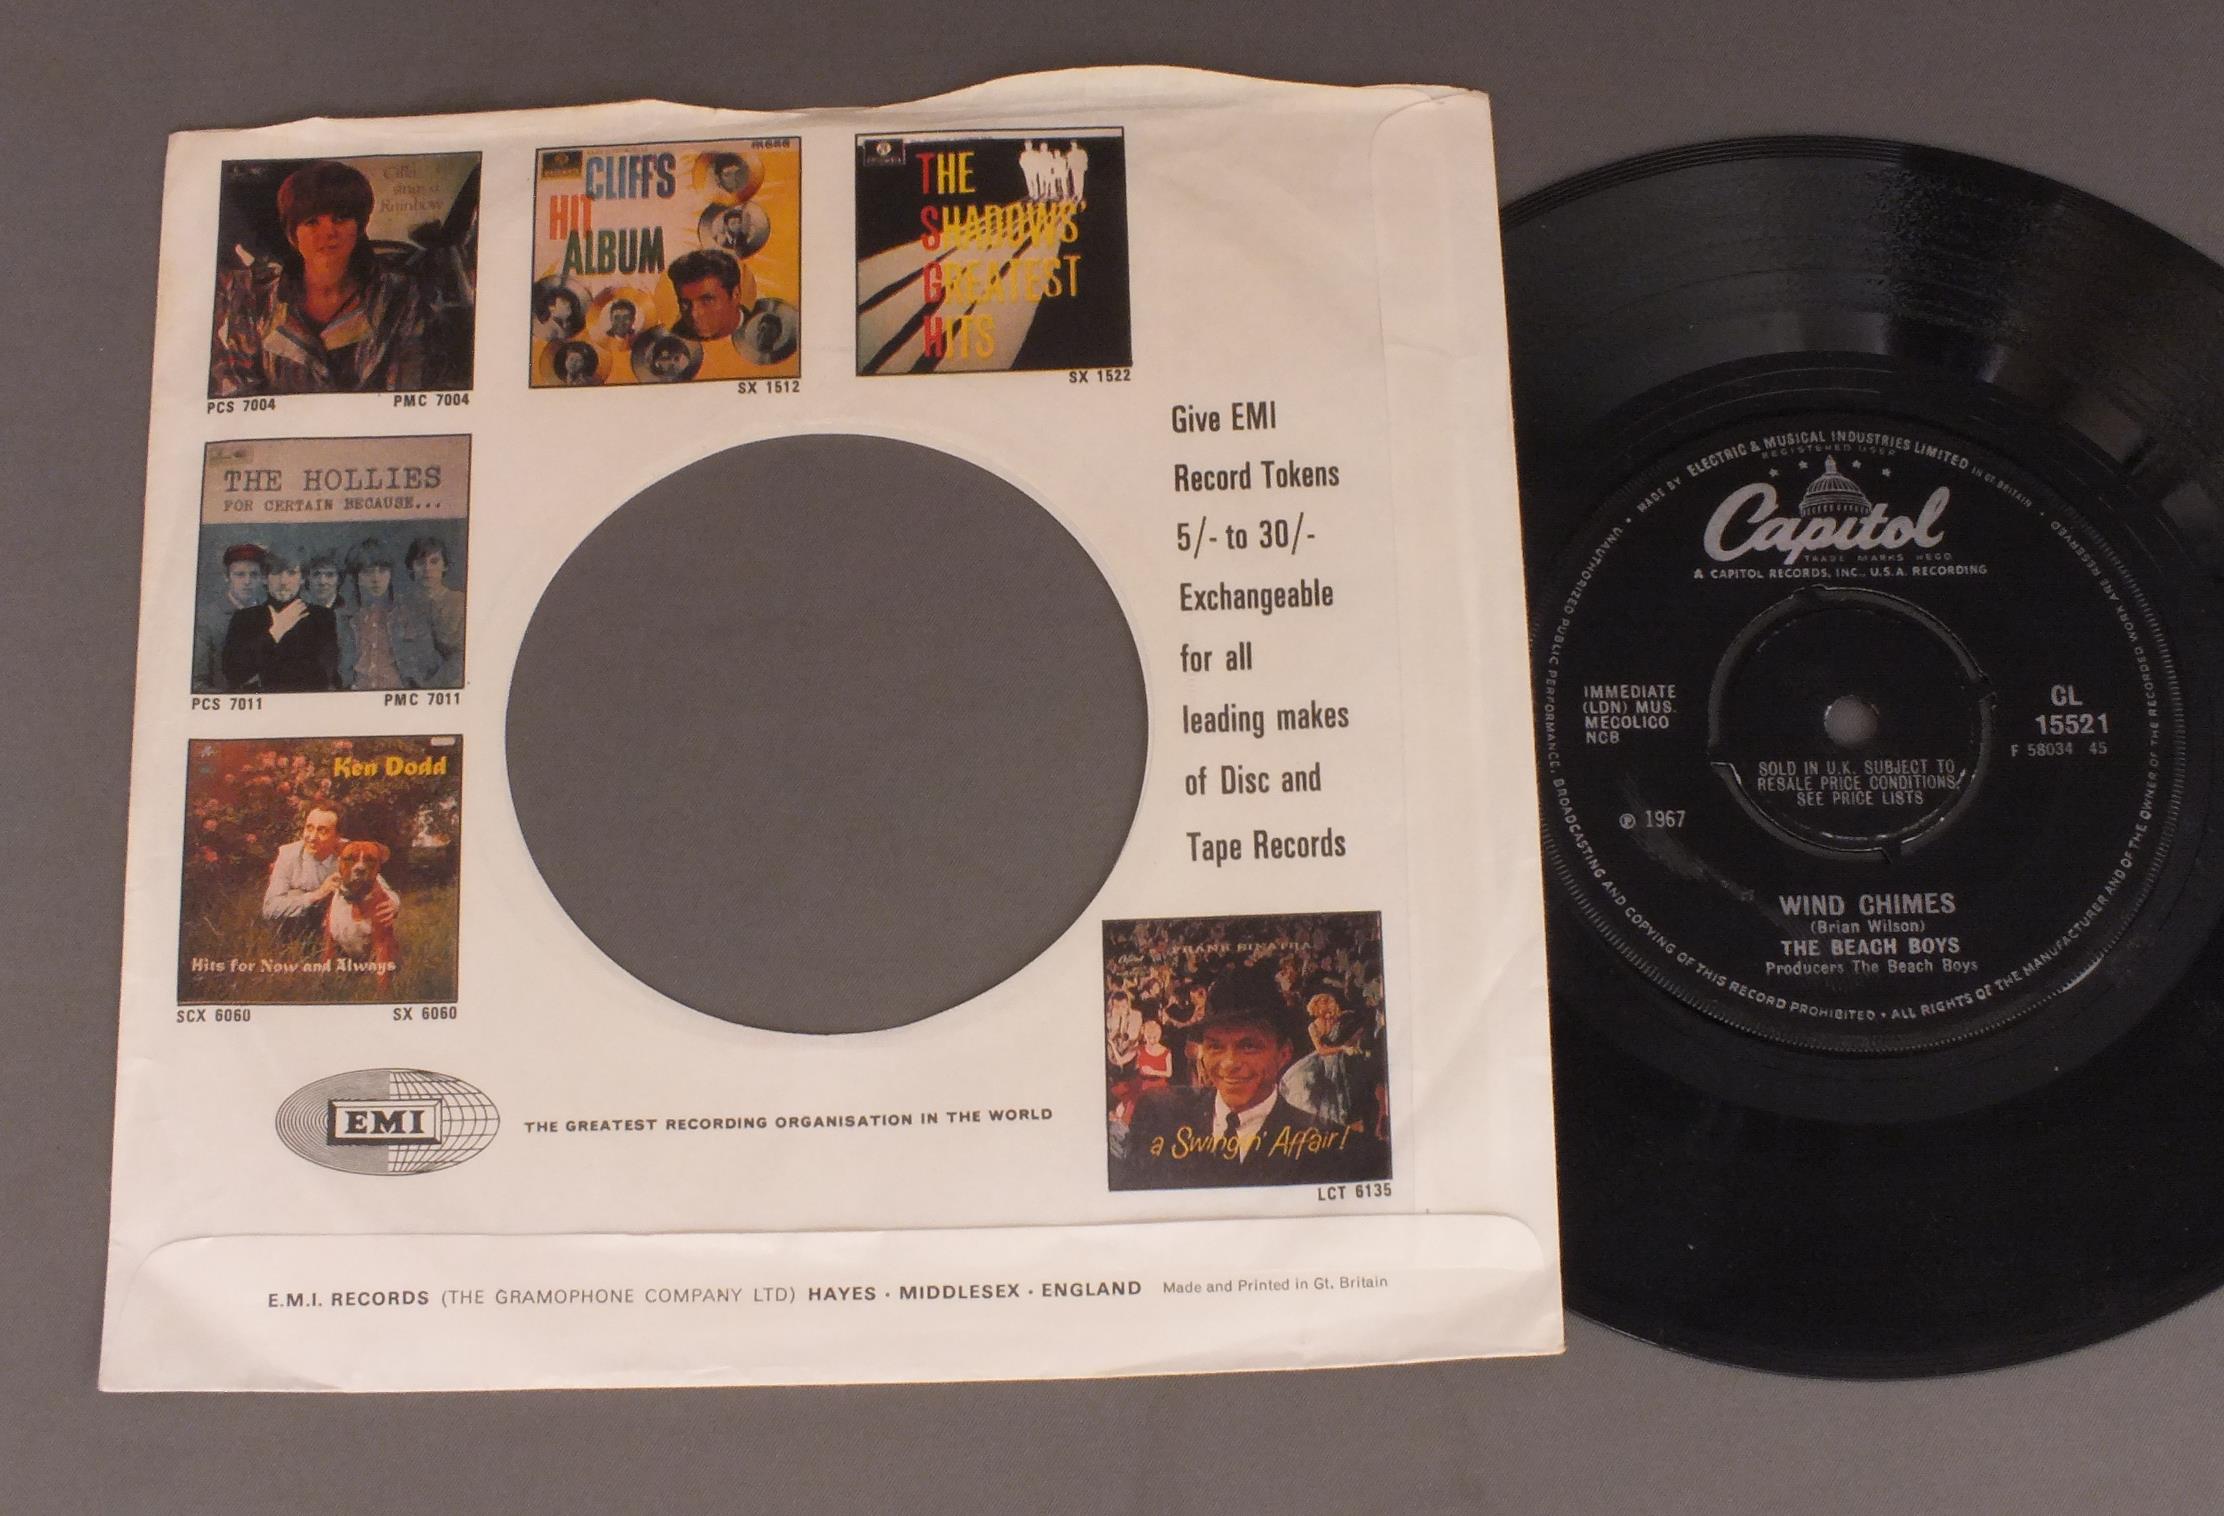 Cilla
sings a
Rainbow
PCS 7004
PMC 7004
CLIFF'S
HIT
ALBUM
SX 1512
THE
SHADOWS'
GREATEST
HITS
SX 1522
THE HOLLIES
FOR CERTAIN BECAUSE...
PCS 7011
PMC 7011
Ken Dodd
Hits for Now and Always
SCX 6060
SX 6060
Give EMI
Record Tokens
5/- to 30/-
Exchangeable
for all
leading makes
of Disc and
Tape Records
FRANK SINATRA
a Swingin' Affair!
LCT 6135
EMI
THE GREATEST RECORDING ORGANISATION IN THE WORLD
E.M.I. RECORDS (THE GRAMOPHONE COMPANY LTD) HAYES · MIDDLESEX · ENGLAND Made and Printed in Gt. Britain
MADE BY ELECTRIC & MUSICAL INDUSTRIES LIMITED IN GT. BRITAIN
REGISTERED USER
Capitol
TRADE MARKS REGD
A CAPITOL RECORDS, INC., U.S.A. RECORDING
IMMEDIATE
(LDN) MUS.
MECOLICO
NCB
CL
15521
F 58034 45
SOLD IN U.K. SUBJECT TO
RESALE PRICE CONDITIONS,
SEE PRICE LISTS
℗ 1967
WIND CHIMES
(Brian Wilson)
THE BEACH BOYS
Producers The Beach Boys
UNAUTHORIZED PUBLIC PERFORMANCE, BROADCASTING AND COPYING OF THIS RECORD PROHIBITED • ALL RIGHTS OF THE MANUFACTURER AND OF THE OWNER OF THE RECORDED WORK ARE RESERVED